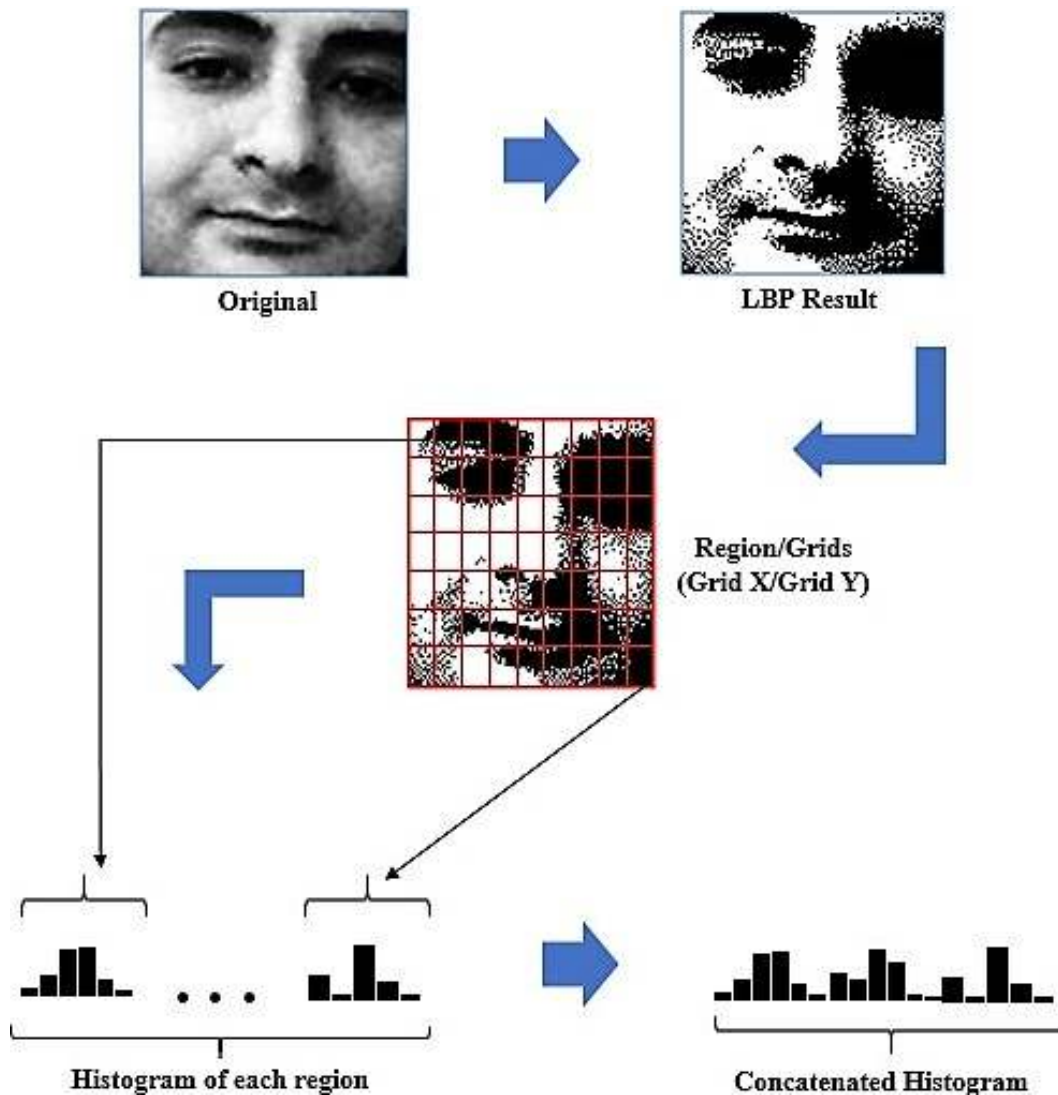 Original
LBP Result
Region/Grids
(Grid X/Grid Y)
Histogram of each region
Concatenated Histogram